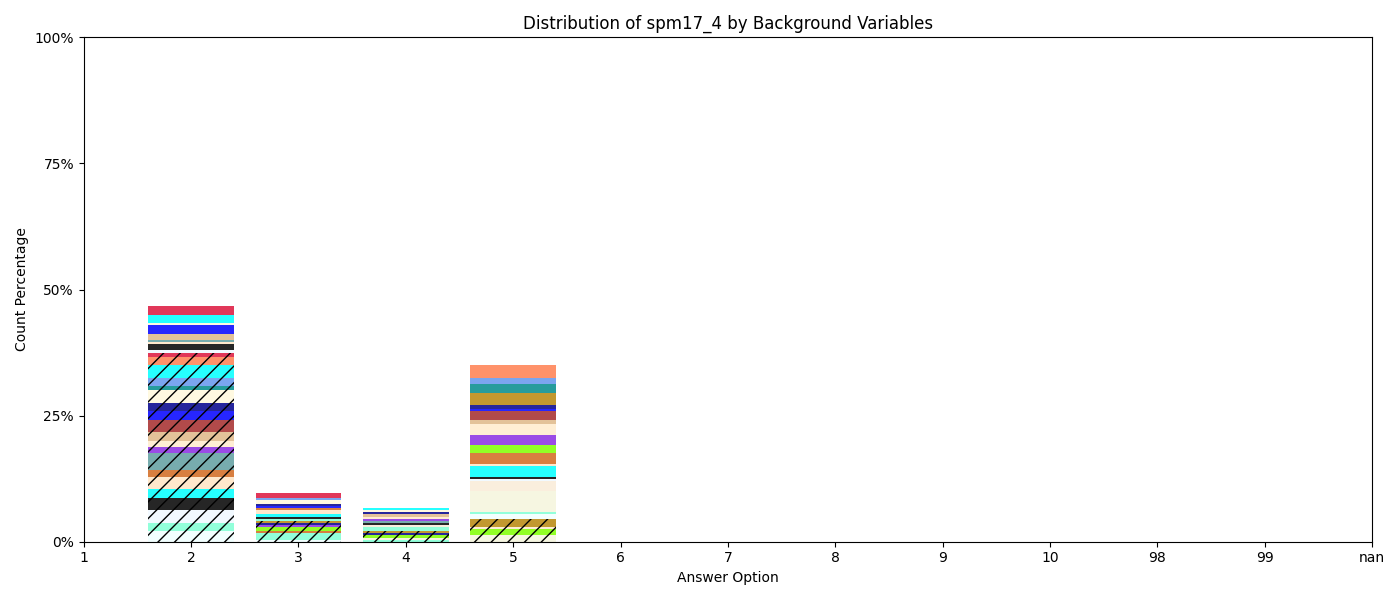 Distribution of spm17_4 by Background Variables
100%
75%
50%
25%
0%
Count Percentage
1 2 3 4 5 6 7 8 9 10 98 99 nan
Answer Option